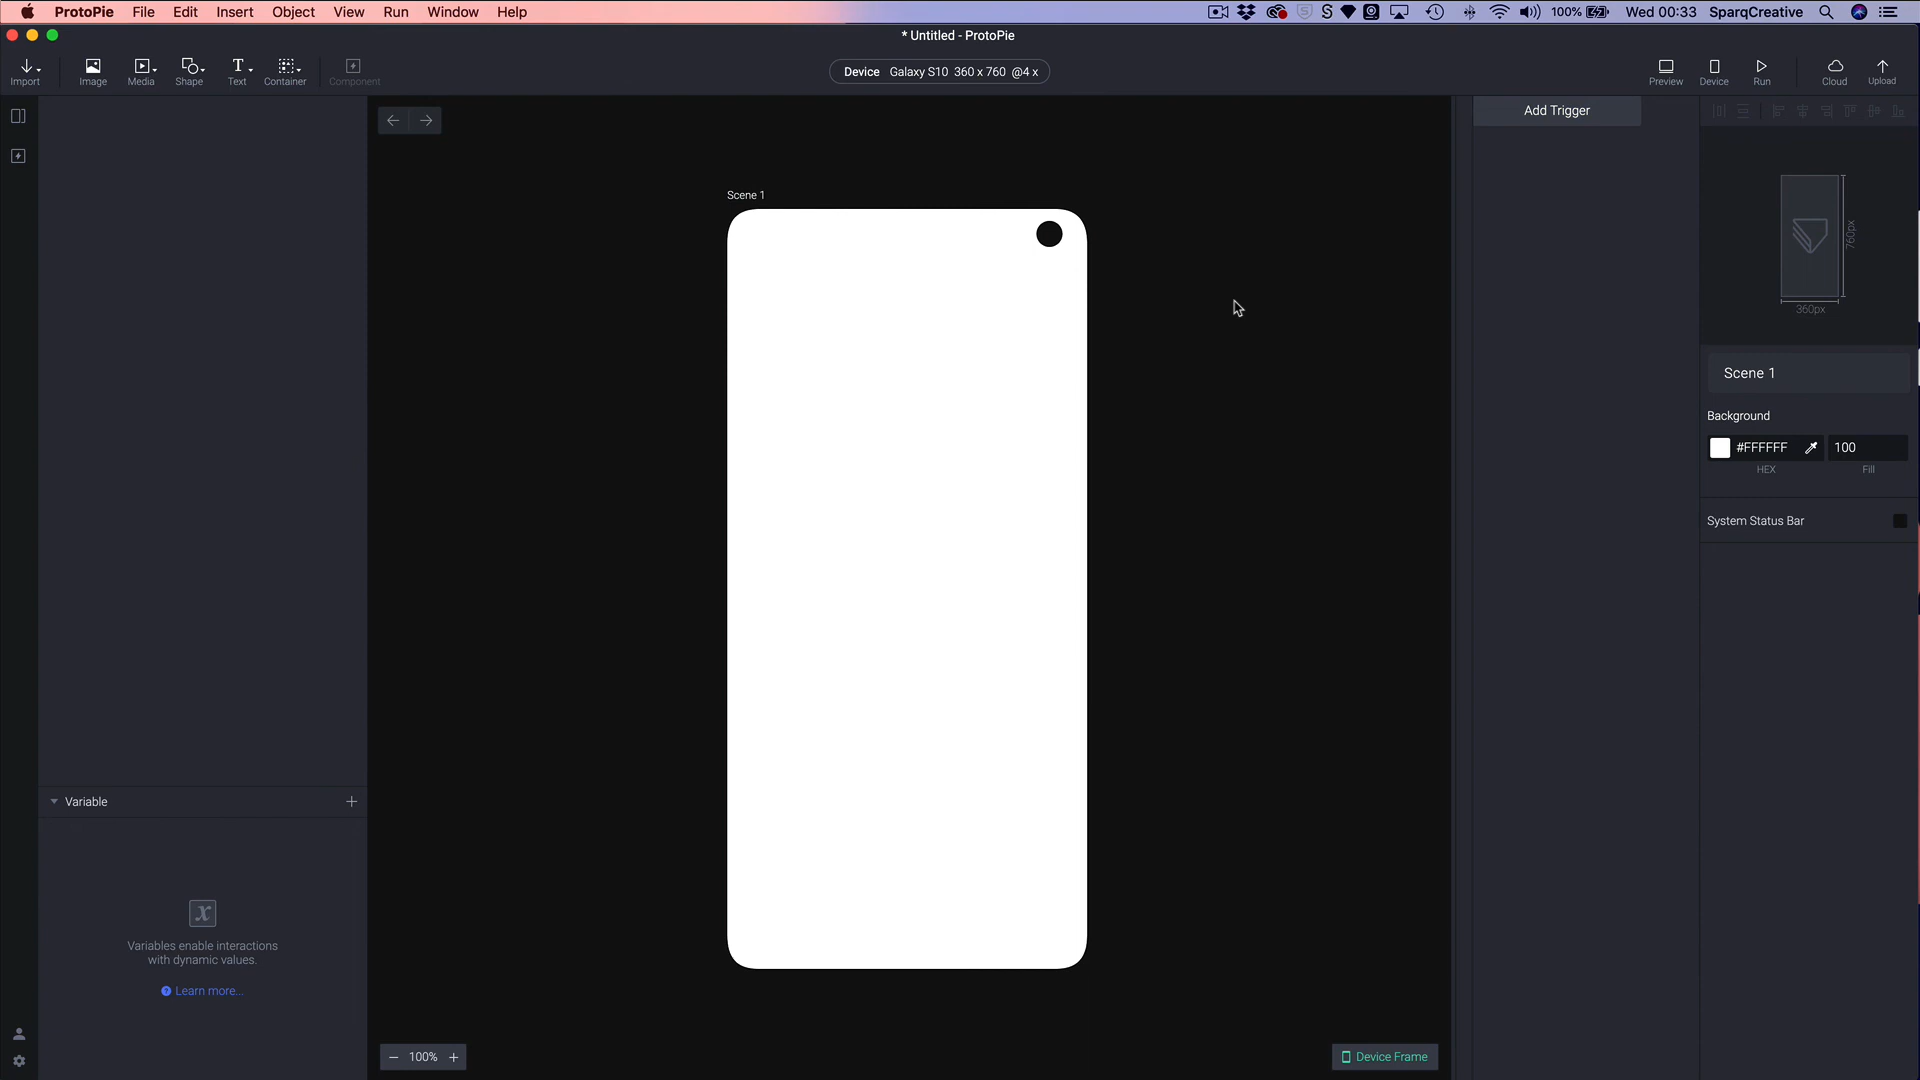 ProtoPie File Edit Insert Object View Run Window Help 100% Wed 00:33 SparqCreative
* Untitled - ProtoPie
Import Image Media Shape Text Container Component
Device Galaxy S10 360 x 760 @4 x
Preview Device Run Cloud Upload
Add Trigger
Scene 1
760px
360px
Scene 1
Background
#FFFFFF 100
HEX Fill
System Status Bar
Variable
Variables enable interactions
with dynamic values.
Learn more...
100%
Device Frame